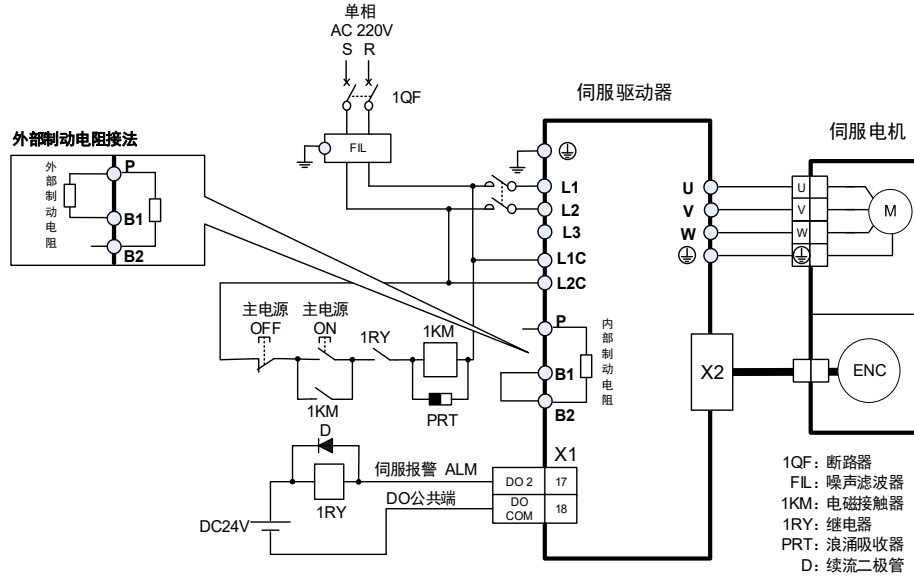 单相
AC 220V
S R
1QF
伺服驱动器
伺服电机
外部制动电阻接法
外部制动电阻
P
B1
B2
FIL
L1
L2
L3
L1C
L2C
U
V
W
U
V
W
M
主电源
OFF
主电源
ON
1RY
1KM
1KM
PRT
P
B1
B2
内部制动电阻
X2
ENC
D
1RY
DC24V
伺服报警 ALM
DO公共端
X1
DO 2 17
DO
COM
18
1QF：断路器
FIL：噪声滤波器
1KM：电磁接触器
1RY：继电器
PRT：浪涌吸收器
D：续流二极管